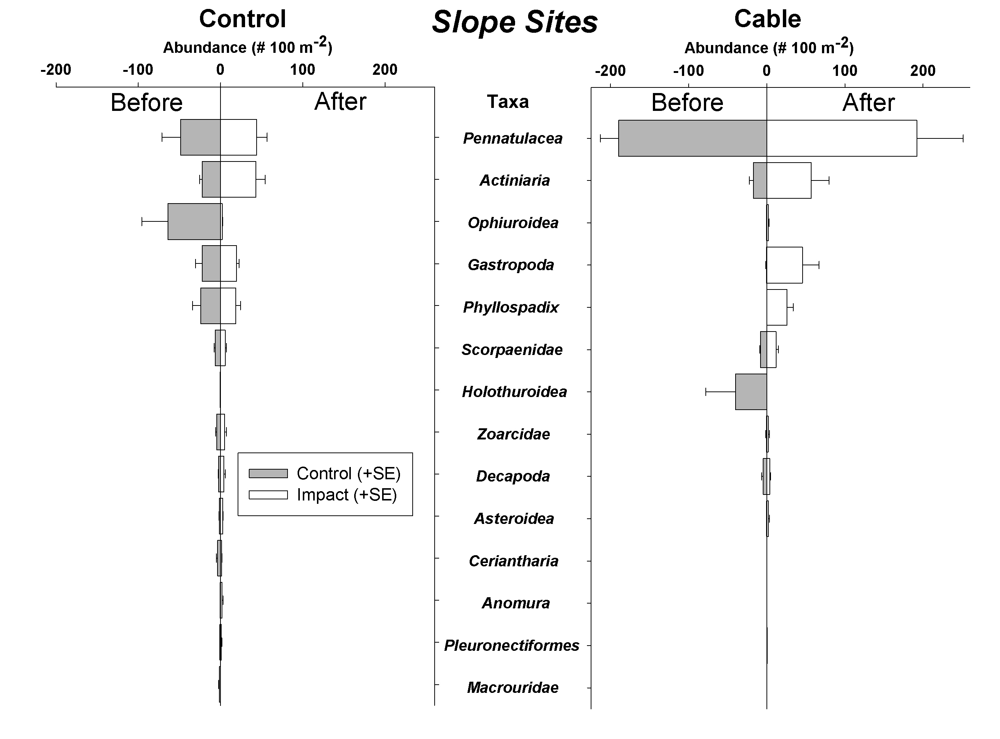 Control
Slope Sites
Cable
Abundance (# 100 m-2)
Abundance (# 100 m-2)
-200 -100 0 100 200
-200 -100 0 100 200
Before After
Taxa
Before After
Pennatulacea
Actiniaria
Ophiuroidea
Gastropoda
Phyllospadix
Scorpaenidae
Holothuroidea
Zoarcidae
Control (+SE)
Decapoda
Impact (+SE)
Asteroidea
Ceriantharia
Anomura
Pleuronectiformes
Macrouridae